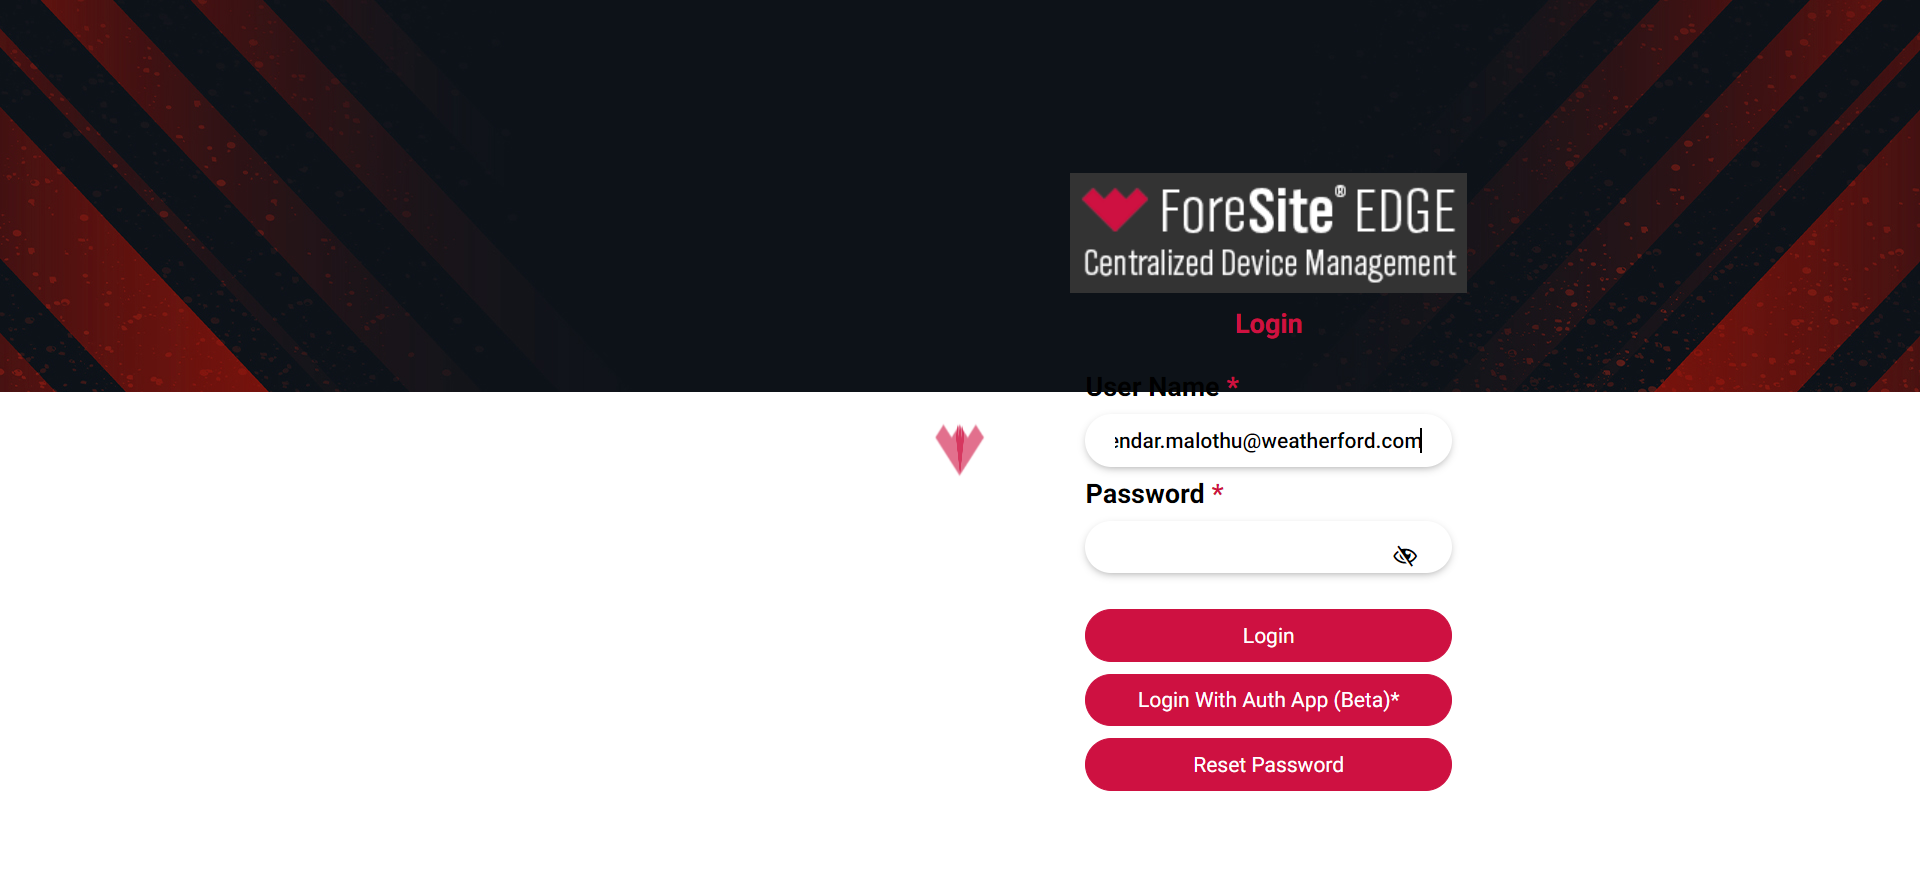 ForeSite® EDGE
Centralized Device Management
Login
User Name *
endar.malothu@weatherford.com
Password *
Login
Login With Auth App (Beta)*
Reset Password